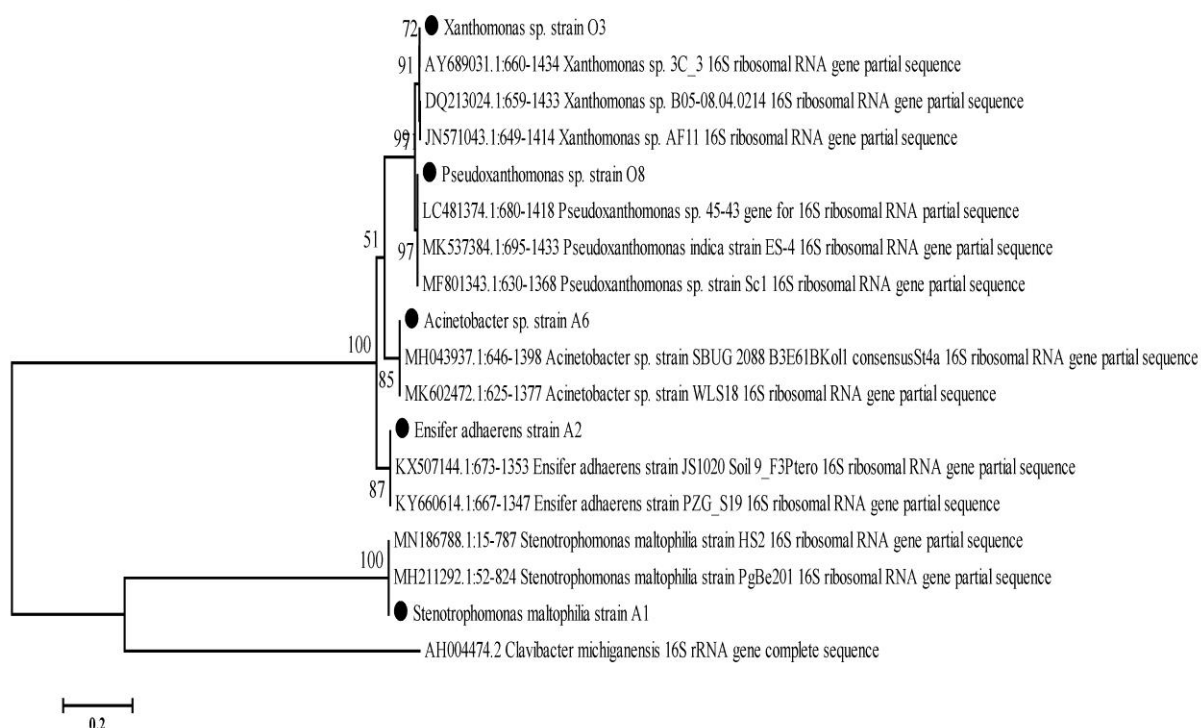 72
Xanthomonas sp. strain O3
91
AY689031.1:660-1434 Xanthomonas sp. 3C_3 16S ribosomal RNA gene partial sequence
DQ213024.1:659-1433 Xanthomonas sp. B05-08.04.0214 16S ribosomal RNA gene partial sequence
JN571043.1:649-1414 Xanthomonas sp. AF11 16S ribosomal RNA gene partial sequence
Pseudoxanthomonas sp. strain O8
LC481374.1:680-1418 Pseudoxanthomonas sp. 45-43 gene for 16S ribosomal RNA partial sequence
51
97
MK537384.1:695-1433 Pseudoxanthomonas indica strain ES-4 16S ribosomal RNA gene partial sequence
MF801343.1:630-1368 Pseudoxanthomonas sp. strain Sc1 16S ribosomal RNA gene partial sequence
Acinetobacter sp. strain A6
100
MH043937.1:646-1398 Acinetobacter sp. strain SBUG 2088 B3E61BKol1 consensusSt4a 16S ribosomal RNA gene partial sequence
85
MK602472.1:625-1377 Acinetobacter sp. strain WLS18 16S ribosomal RNA gene partial sequence
Ensifer adhaerens strain A2
KX507144.1:673-1353 Ensifer adhaerens strain JS1020 Soil 9_F3Ptero 16S ribosomal RNA gene partial sequence
87
KY660614.1:667-1347 Ensifer adhaerens strain PZG_S19 16S ribosomal RNA gene partial sequence
MN186788.1:15-787 Stenotrophomonas maltophilia strain HS2 16S ribosomal RNA gene partial sequence
100
MH211292.1:52-824 Stenotrophomonas maltophilia strain PgBe201 16S ribosomal RNA gene partial sequence
Stenotrophomonas maltophilia strain A1
AH004474.2 Clavibacter michiganensis 16S rRNA gene complete sequence
0.2